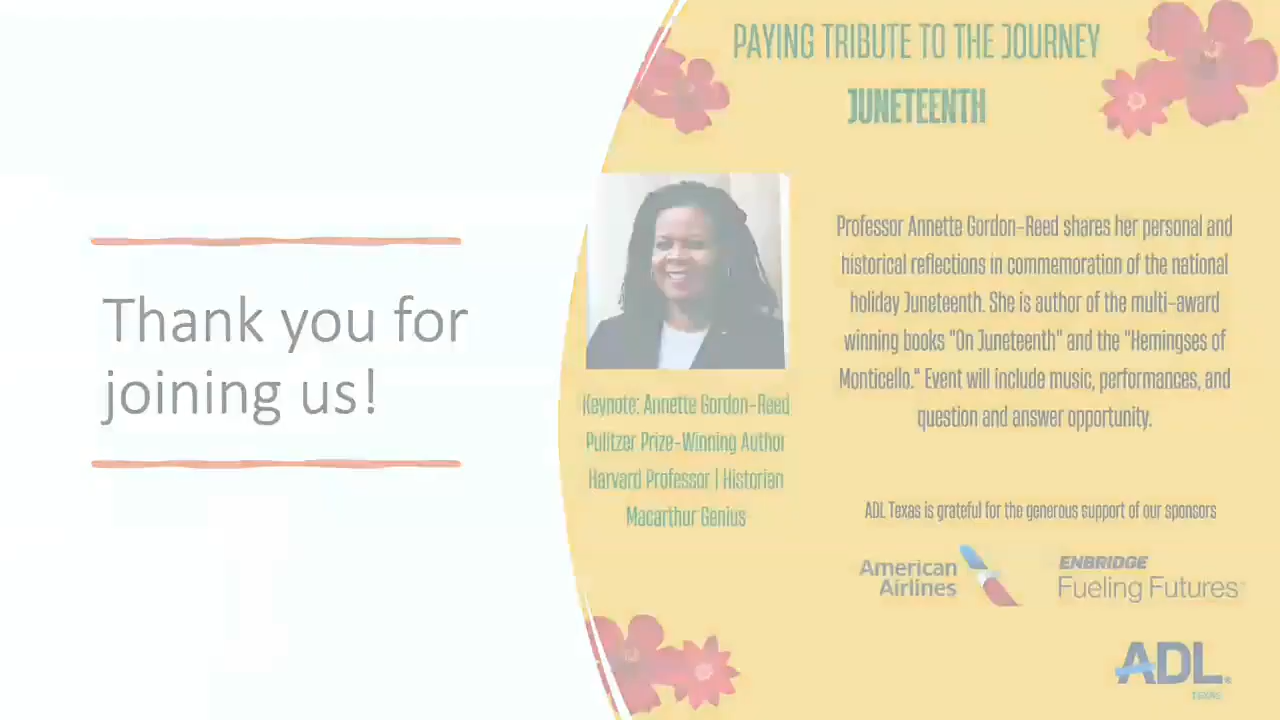 Thank you for
joining us!
PAYING TRIBUTE TO THE JOURNEY
JUNETEENTH
Keynote: Annette Gordon-Reed
Pulitzer Prize-Winning Author
Harvard Professor | Historian
Macarthur Genius
Professor Annette Gordon-Reed shares her personal and
historical reflections in commemoration of the national
holiday Juneteenth. She is author of the multi-award
winning books "On Juneteenth" and the "Hemingses of
Monticello." Event will include music, performances, and
question and answer opportunity.
ADL Texas is grateful for the generous support of our sponsors
American
Airlines
ENBRIDGE
Fueling Futures
ADL
TEXAS